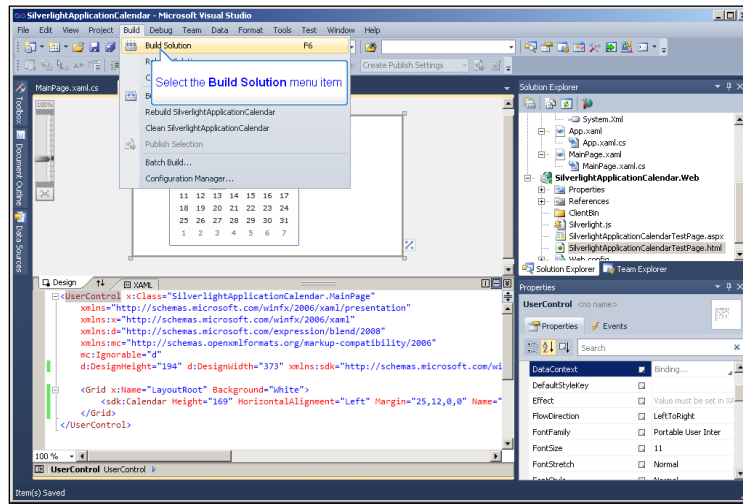 SilverlightApplicationCalendar - Microsoft Visual Studio
File Edit View Project Build Debug Team Data Format Tools Test Window Help
Build Solution F6
Create Publish Settings
Select the Build Solution menu item
Rebuild SilverlightApplicationCalendar
Clean SilverlightApplicationCalendar
Publish Selection
Batch Build...
Configuration Manager...
MainPage.xaml.cs
100%
Toolbox
Document Outline
Data Sources
11 12 13 14 15 16 17
18 19 20 21 22 23 24
25 26 27 28 29 30 31
1 2 3 4 5 6 7
Design XAML
<UserControl x:Class="SilverlightApplicationCalendar.MainPage"
xmlns="http://schemas.microsoft.com/winfx/2006/xaml/presentation"
xmlns:x="http://schemas.microsoft.com/winfx/2006/xaml"
xmlns:d="http://schemas.microsoft.com/expression/blend/2008"
xmlns:mc="http://schemas.openxmlformats.org/markup-compatibility/2006"
mc:Ignorable="d"
d:DesignHeight="194" d:DesignWidth="373" xmlns:sdk="http://schemas.microsoft.com/wi
<Grid x:Name="LayoutRoot" Background="White">
<sdk:Calendar Height="169" HorizontalAlignment="Left" Margin="25,12,0,0" Name="
</Grid>
</UserControl>
100 %
UserControl UserControl
Item(s) Saved
Solution Explorer
System.Xml
App.xaml
App.xaml.cs
MainPage.xaml
MainPage.xaml.cs
SilverlightApplicationCalendar.Web
Properties
References
ClientBin
Silverlight.js
SilverlightApplicationCalendarTestPage.aspx
SilverlightApplicationCalendarTestPage.html
Web.config
Solution Explorer Team Explorer
Properties
UserControl <no name>
Properties Events
Search
DataContext Binding...
DefaultStyleKey
Effect Value must be set in XA
FlowDirection LeftToRight
FontFamily Portable User Inter
FontSize 11
FontStretch Normal
FontStyle Normal